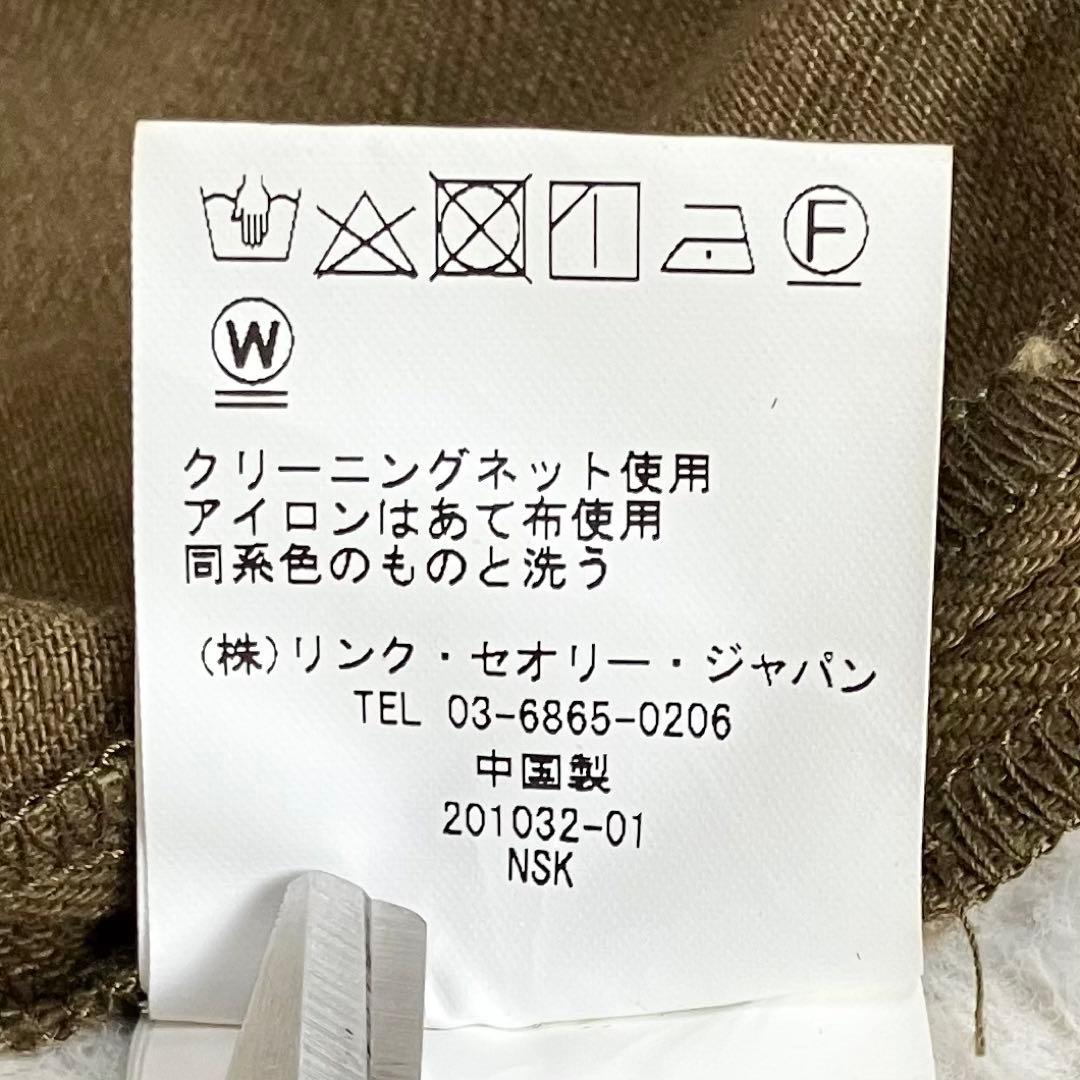 F
W
クリーニングネット使用
アイロンはあて布使用
同系色のものと洗う
(株)リンク・セオリー・ジャパン
TEL 03-6865-0206
中国製
201032-01
NSK